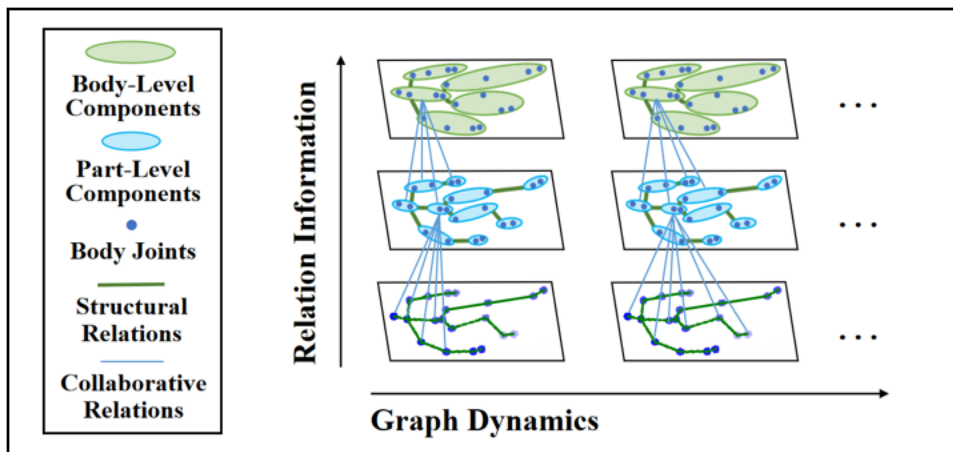 Body-Level
Components
Part-Level
Components
Body Joints
Structural
Relations
Collaborative
Relations
Relation Information
...
...
...
Graph Dynamics